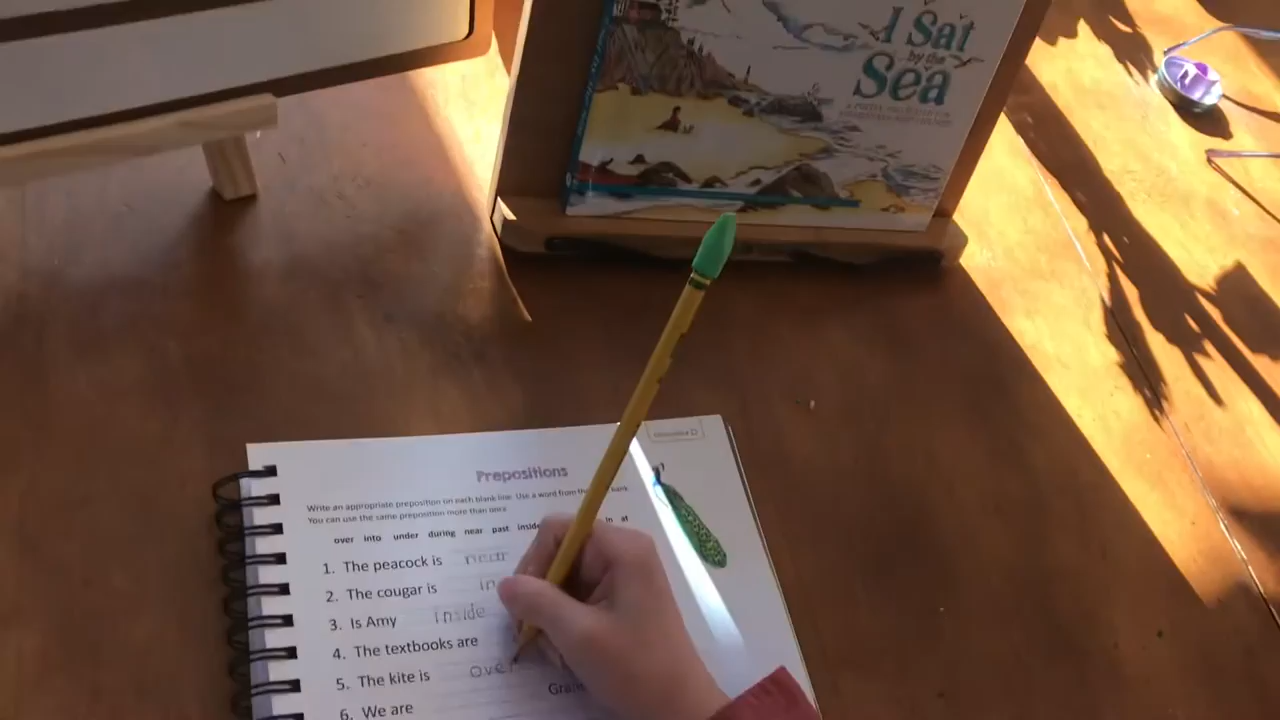 I Sat
by the
Sea
Prepositions
Write an appropriate preposition on each blank line. Use a word from the bank
You can use the same preposition more than once
over into under during near past inside in at
1. The peacock is near
2. The cougar is in
3. Is Amy inside
4. The textbooks are
5. The kite is over
6. We are